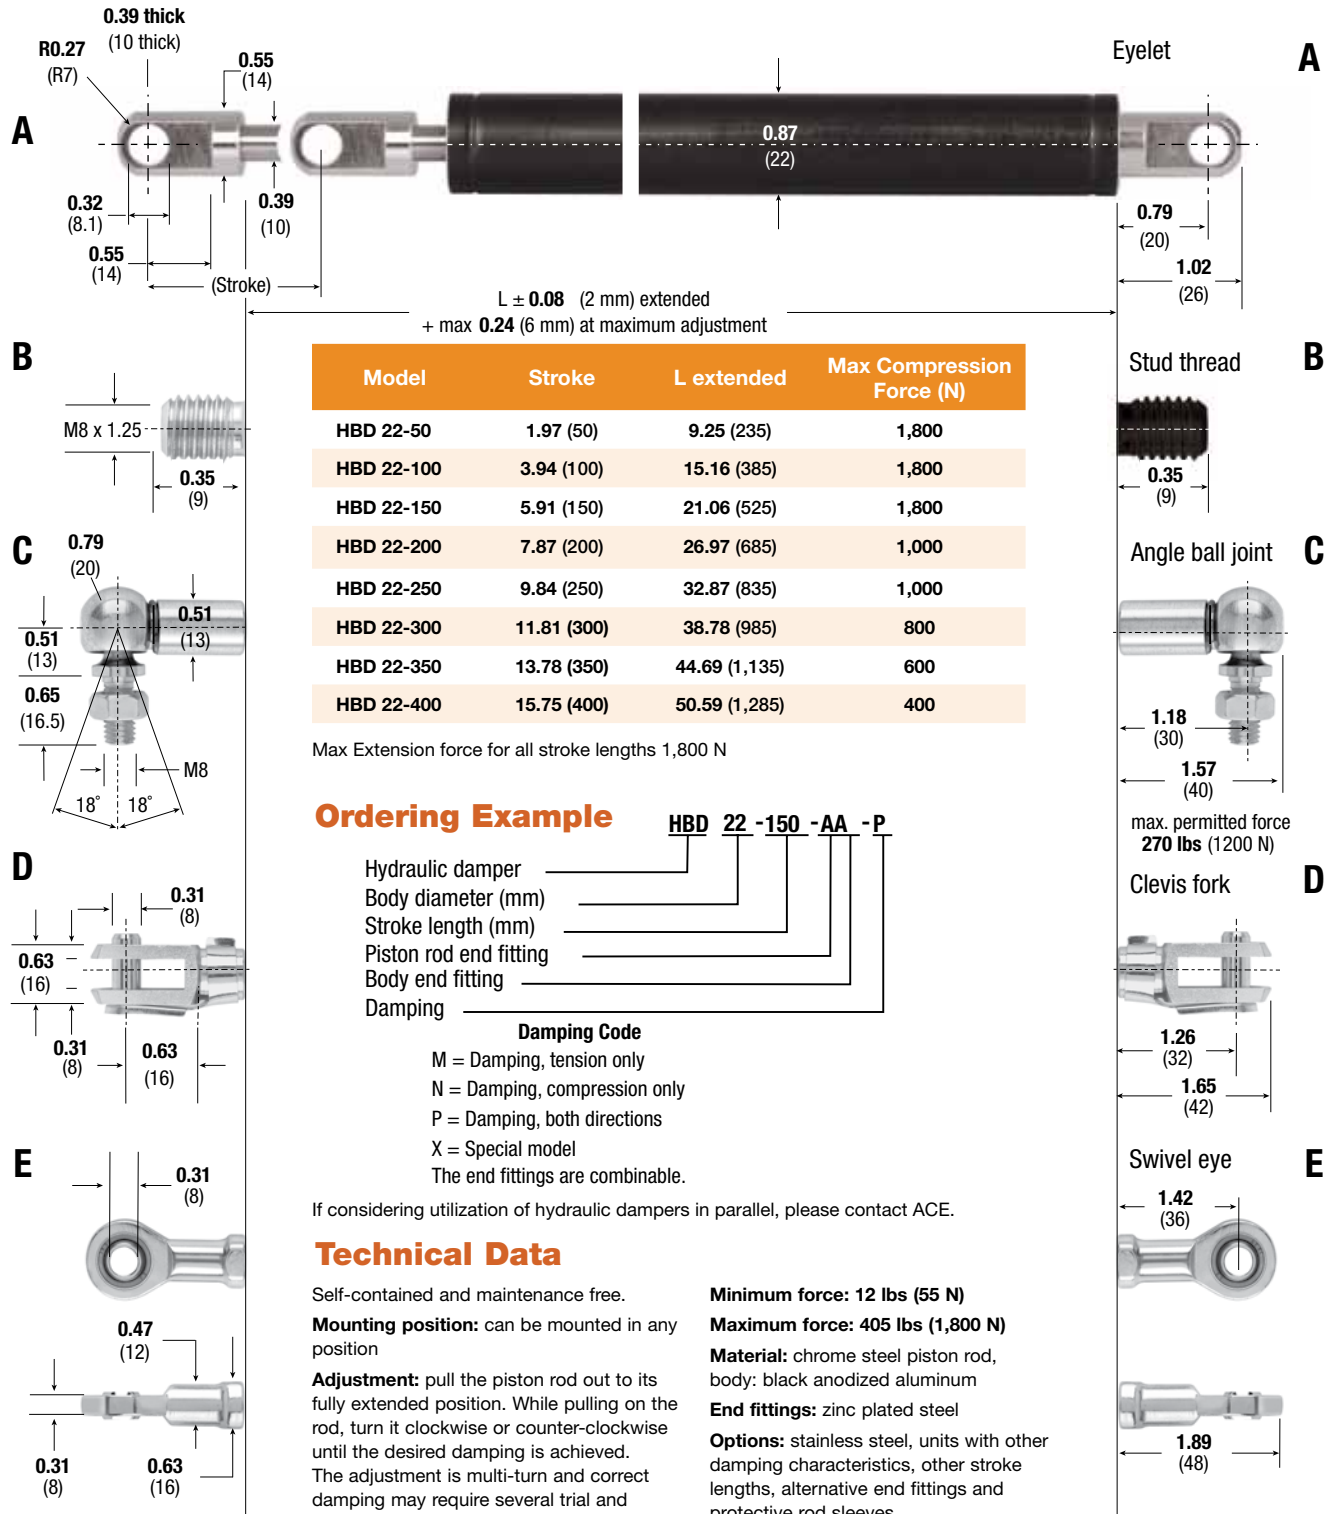 0.39 thick
(10 thick)
R0.27
(R7)
0.55
(14)
Eyelet
A
A
0.87
(22)
0.32
(8.1)
0.39
(10)
0.55
(14)
(Stroke)
0.79
(20)
1.02
(26)
L ± 0.08 (2 mm) extended
+ max 0.24 (6 mm) at maximum adjustment
B
M8 x 1.25
0.35
(9)
Stud thread
B
0.35
(9)
Model Stroke L extended Max Compression Force (N)
HBD 22-50 1.97 (50) 9.25 (235) 1,800
HBD 22-100 3.94 (100) 15.16 (385) 1,800
HBD 22-150 5.91 (150) 21.06 (525) 1,800
HBD 22-200 7.87 (200) 26.97 (685) 1,000
HBD 22-250 9.84 (250) 32.87 (835) 1,000
HBD 22-300 11.81 (300) 38.78 (985) 800
HBD 22-350 13.78 (350) 44.69 (1,135) 600
HBD 22-400 15.75 (400) 50.59 (1,285) 400
Max Extension force for all stroke lengths 1,800 N
C
0.79
(20)
0.51
(13)
0.51
(13)
0.65
(16.5)
M8
18° 18°
Angle ball joint
C
1.18
(30)
1.57
(40)
max. permitted force
270 lbs (1200 N)
Ordering Example
HBD 22 -150 -AA -P
Hydraulic damper
Body diameter (mm)
Stroke length (mm)
Piston rod end fitting
Body end fitting
Damping
Damping Code
M = Damping, tension only
N = Damping, compression only
P = Damping, both directions
X = Special model
The end fittings are combinable.
If considering utilization of hydraulic dampers in parallel, please contact ACE.
D
0.31
(8)
0.63
(16)
0.31
(8)
0.63
(16)
Clevis fork
D
1.26
(32)
1.65
(42)
E
0.31
(8)
0.47
(12)
0.31
(8)
0.63
(16)
Swivel eye
E
1.42
(36)
1.89
(48)
Technical Data
Self-contained and maintenance free.
Mounting position: can be mounted in any
position
Adjustment: pull the piston rod out to its
fully extended position. While pulling on the
rod, turn it clockwise or counter-clockwise
until the desired damping is achieved.
The adjustment is multi-turn and correct
damping may require several trial and
Minimum force: 12 lbs (55 N)
Maximum force: 405 lbs (1,800 N)
Material: chrome steel piston rod,
body: black anodized aluminum
End fittings: zinc plated steel
Options: stainless steel, units with other
damping characteristics, other stroke
lengths, alternative end fittings and
protective rod sleeves